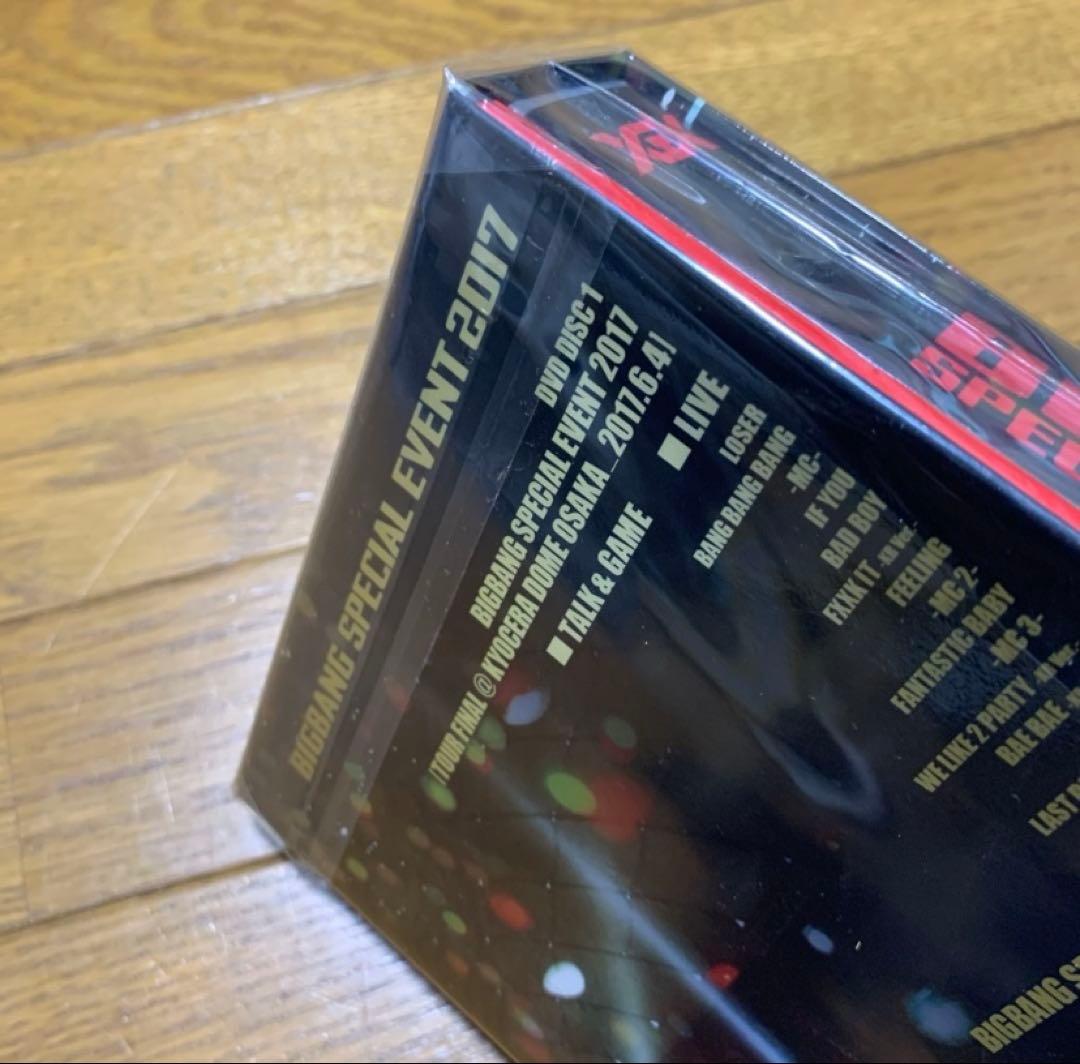 BIGBANG SPECIAL EVENT 2017
DVD DISC 1
BIGBANG SPECIAL EVENT 2017
[TOUR FINAL @KYOCERA DOME OSAKA_2017.6.4]
■ TALK & GAME
■ LIVE
LOSER
BANG BANG BANG
-MC-
IF YOU
BAD BOY
FXXK IT
FEELING
-MC 2-
FANTASTIC BABY
-MC 3-
WE LIKE 2 PARTY
BAE BAE
LAST
BIGBANG
YGEX
SPEC